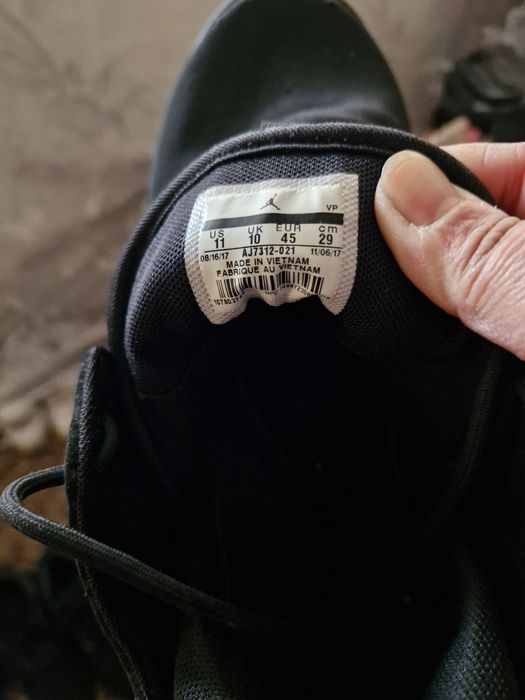 VP
US UK EUR cm
11 10 45 29
08/16/17 AJ7312-021 11/06/17
MADE IN VIETNAM
FABRIQUE AU VIETNAM